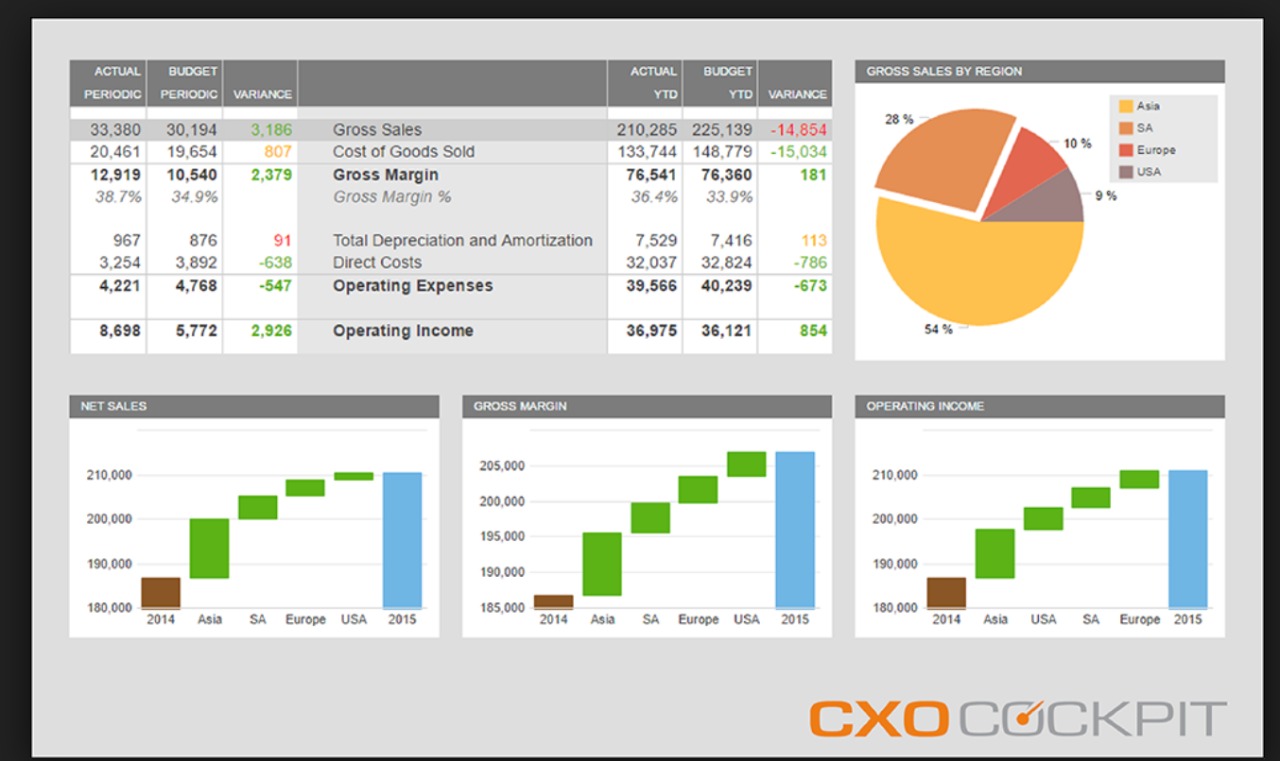 ACTUAL BUDGET ACTUAL BUDGET
PERIODIC PERIODIC VARIANCE YTD YTD VARIANCE
33,380 30,194 3,186 Gross Sales 210,285 225,139 -14,854
20,461 19,654 807 Cost of Goods Sold 133,744 148,779 -15,034
12,919 10,540 2,379 Gross Margin 76,541 76,360 181
38.7% 34.9% Gross Margin % 36.4% 33.9%
967 876 91 Total Depreciation and Amortization 7,529 7,416 113
3,254 3,892 -638 Direct Costs 32,037 32,824 -786
4,221 4,768 -547 Operating Expenses 39,566 40,239 -673
8,698 5,772 2,926 Operating Income 36,975 36,121 854
GROSS SALES BY REGION
Asia
SA
Europe
USA
28 %
10 %
9 %
54 %
NET SALES
210,000
200,000
190,000
180,000
2014 Asia SA Europe USA 2015
GROSS MARGIN
205,000
200,000
195,000
190,000
185,000
2014 Asia SA Europe USA 2015
OPERATING INCOME
210,000
200,000
190,000
180,000
2014 Asia USA SA Europe 2015
CXO COCKPIT